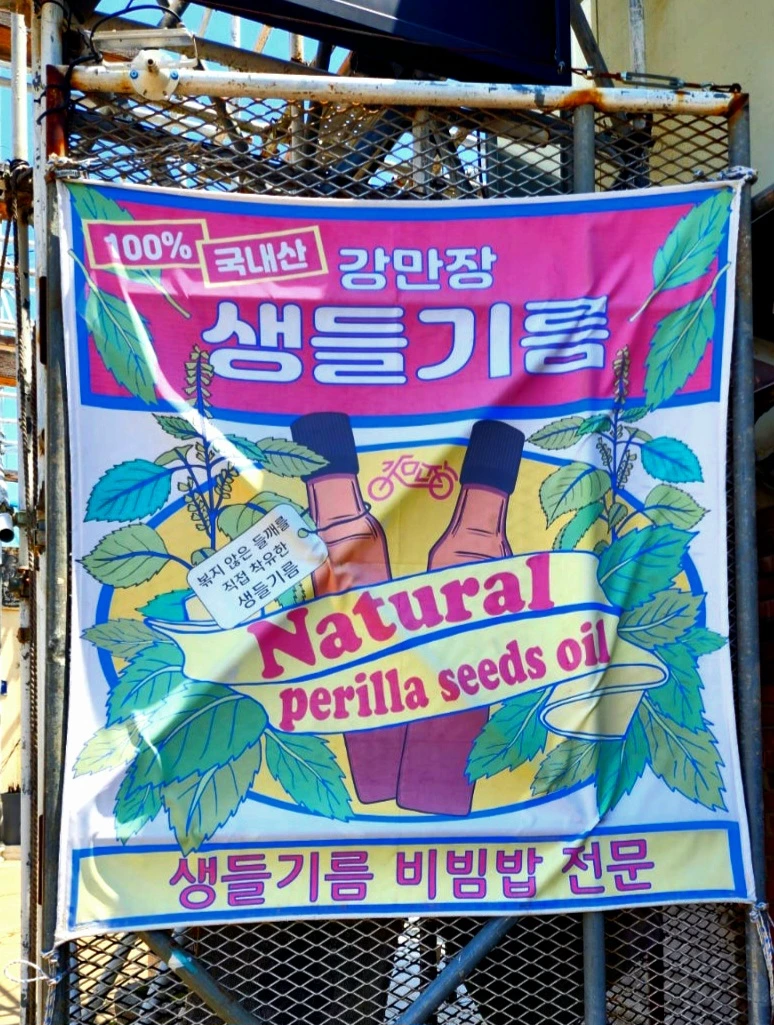 100% 국내산 강만장
생들기름
강만장
볶지 않은 들깨를
직접 착유한
생들기름
Natural
perilla seeds oil
생들기름 비빔밥 전문